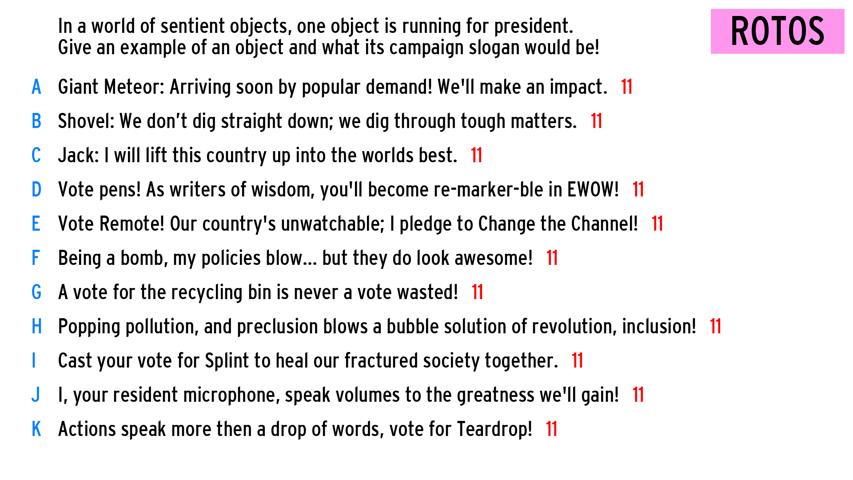 In a world of sentient objects, one object is running for president.
Give an example of an object and what its campaign slogan would be!
ROTOS
A Giant Meteor: Arriving soon by popular demand! We'll make an impact. 11
B Shovel: We don’t dig straight down; we dig through tough matters. 11
C Jack: I will lift this country up into the worlds best. 11
D Vote pens! As writers of wisdom, you'll become re-marker-ble in EWOW! 11
E Vote Remote! Our country's unwatchable; I pledge to Change the Channel! 11
F Being a bomb, my policies blow... but they do look awesome! 11
G A vote for the recycling bin is never a vote wasted! 11
H Popping pollution, and preclusion blows a bubble solution of revolution, inclusion! 11
I Cast your vote for Splint to heal our fractured society together. 11
J I, your resident microphone, speak volumes to the greatness we'll gain! 11
K Actions speak more then a drop of words, vote for Teardrop! 11